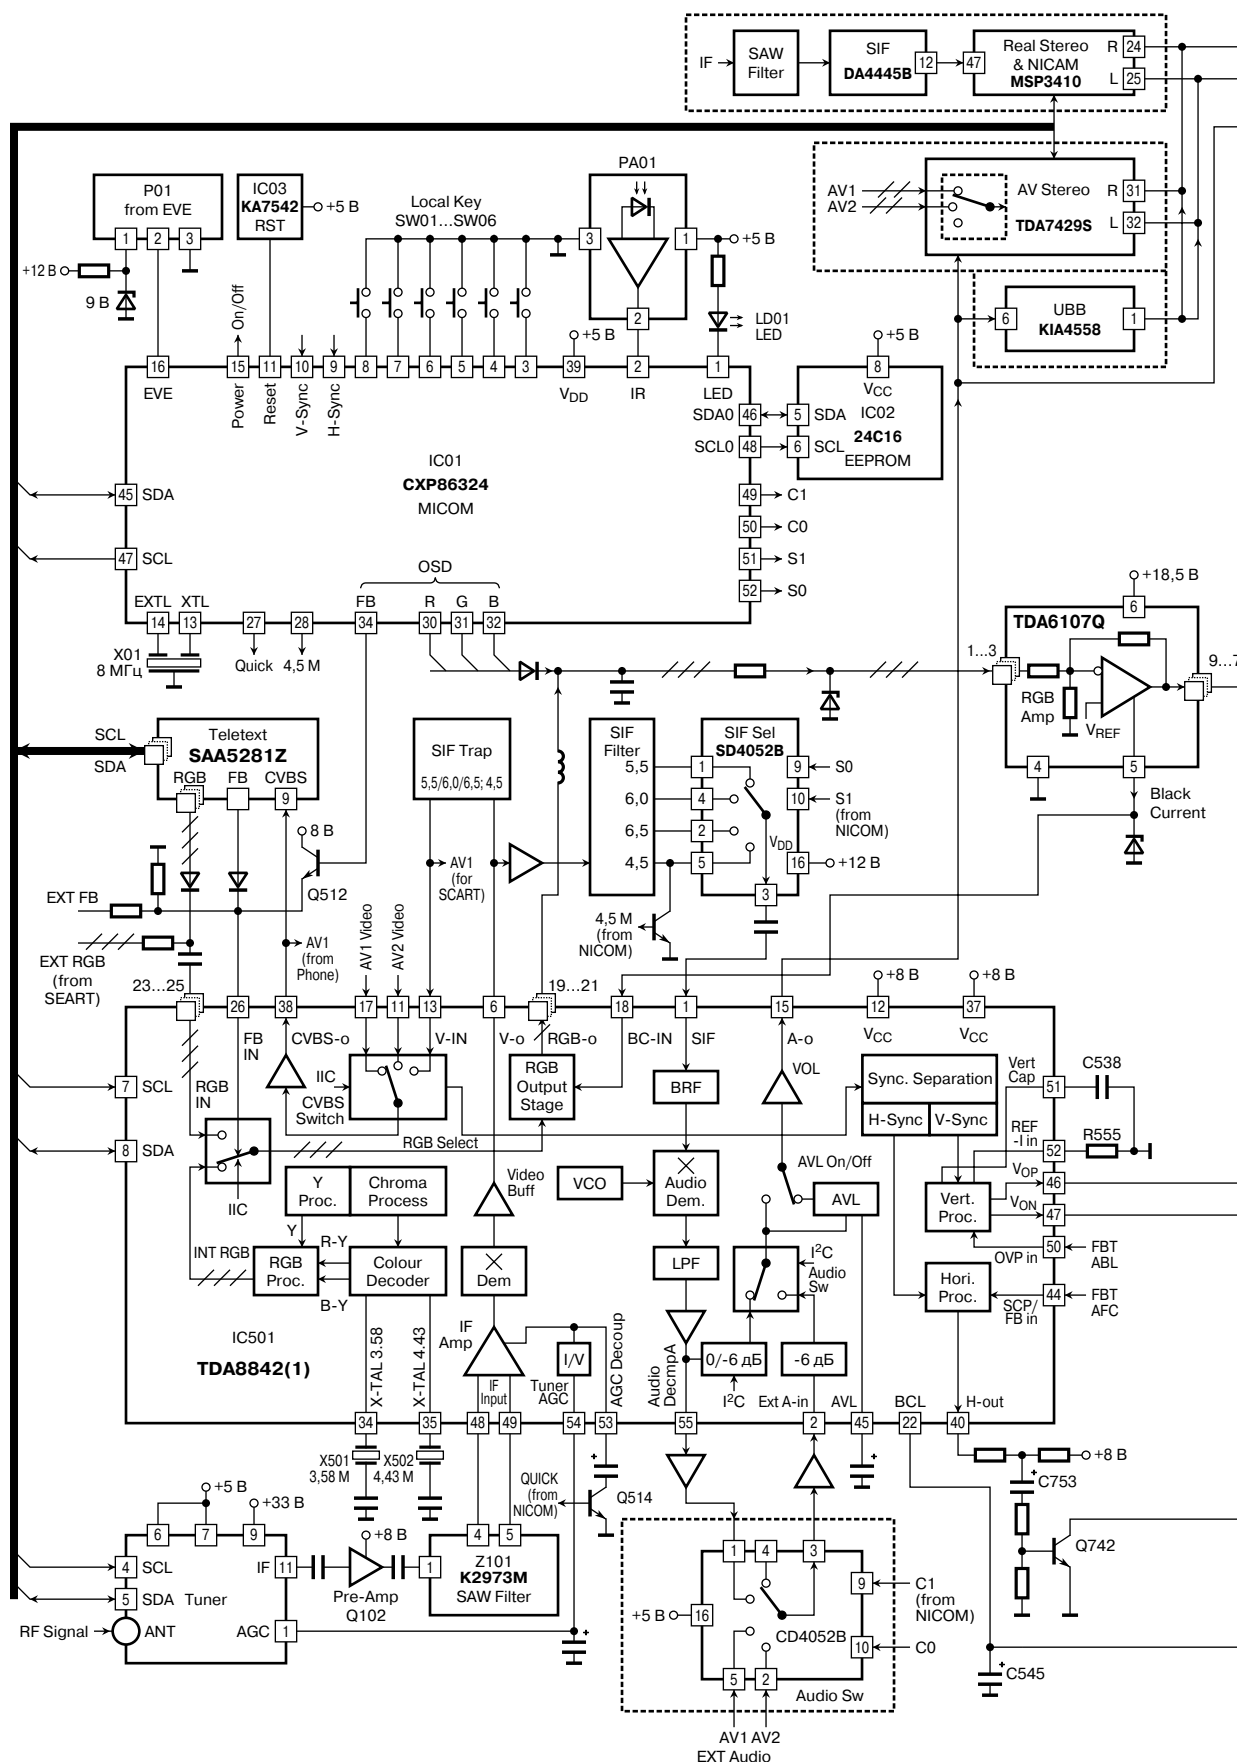 IF
SAW
Filter
SIF
DA4445B
12
47
Real Stereo
& NICAM
MSP3410
R
24
L
25
P01
from EVE
1
2
3
IC03
KA7542
RST
+5 В
Local Key
SW01...SW06
PA01
3
1
2
+5 В
AV1
AV2
AV Stereo
TDA7429S
R
31
L
32
+12 В
9 В
On/Off
LD01
LED
+5 В
+5 В
6
UBB
KIA4558
1
16
15
11
10
9
8
7
6
5
4
3
39
2
1
EVE
Power
Reset
V-Sync
H-Sync
VDD
IR
LED
8
VCC
IC02
24C16
EEPROM
SDA0
46
5
SDA
SCL0
48
6
SCL
IC01
CXP86324
MICOM
45
SDA
49
C1
50
C0
47
SCL
51
S1
52
S0
OSD
EXTL
XTL
FB
R
G
B
14
13
27
28
34
30
31
32
X01
8 МГц
Quick
4,5 M
+18,5 В
6
TDA6107Q
1...3
9...7
RGB
Amp
VREF
4
5
Black
Current
SCL
SDA
Teletext
SAA5281Z
RGB
FB
CVBS
9
SIF Trap
5,5/6,0/6,5; 4,5
SIF
Filter
5,5
6,0
6,5
4,5
SIF Sel
SD4052B
1
4
2
5
9
S0
10
S1
(from
NICOM)
VDD
16
+12 В
3
8 В
Q512
AV1
(for
SCART)
EXT FB
EXT RGB
(from
SEART)
AV1
(from
Phone)
AV1 Video
AV2 Video
4,5 M
(from
NICOM)
+8 В
+8 В
23...25
26
38
17
11
13
6
19...21
18
1
15
12
37
FB
IN
CVBS-o
V-IN
V-o
RGB-o
BC-IN
SIF
A-o
VCC
VCC
7
SCL
RGB
IN
IIC
CVBS
Switch
RGB
Output
Stage
BRF
VOL
Sync. Separation
H-Sync
V-Sync
Vert
Cap
51
C538
8
SDA
RGB Select
REF
-I in
52
R555
IIC
Y
Proc.
Chroma
Process
Video
Buff
VCO
Audio
Dem.
AVL On/Off
AVL
Vert.
Proc.
VOP
46
VON
47
50
OVP in
FBT
ABL
Y
R-Y
INT RGB
RGB
Proc.
B-Y
Colour
Decoder
Dem
LPF
I2C
Audio
Sw
Hori.
Proc.
44
SCP/
FB in
FBT
AFC
IC501
TDA8842(1)
X-TAL 3.58
X-TAL 4.43
IF
Amp
IF
Input
I/V
Tuner
AGC
AGC Decoup
Audio
DecmpA
0/-6 дБ
-6 дБ
I2C
Ext A-in
AVL
BCL
H-out
34
35
48
49
54
53
55
2
45
22
40
X501
3,58 M
X502
4,43 M
QUICK
(from
NICOM)
Q514
+
+
+8 В
+
C753
Q742
+5 В
+33 В
6
7
9
4
SCL
IF
11
5
SDA
Tuner
RF Signal
ANT
AGC
1
+8 В
Pre-Amp
Q102
4
5
1
Z101
K2973M
SAW Filter
+
1
4
3
9
C1
(from
NICOM)
+5 В
16
CD4052B
10
C0
5
2
Audio Sw
AV1 AV2
EXT Audio
+
C545